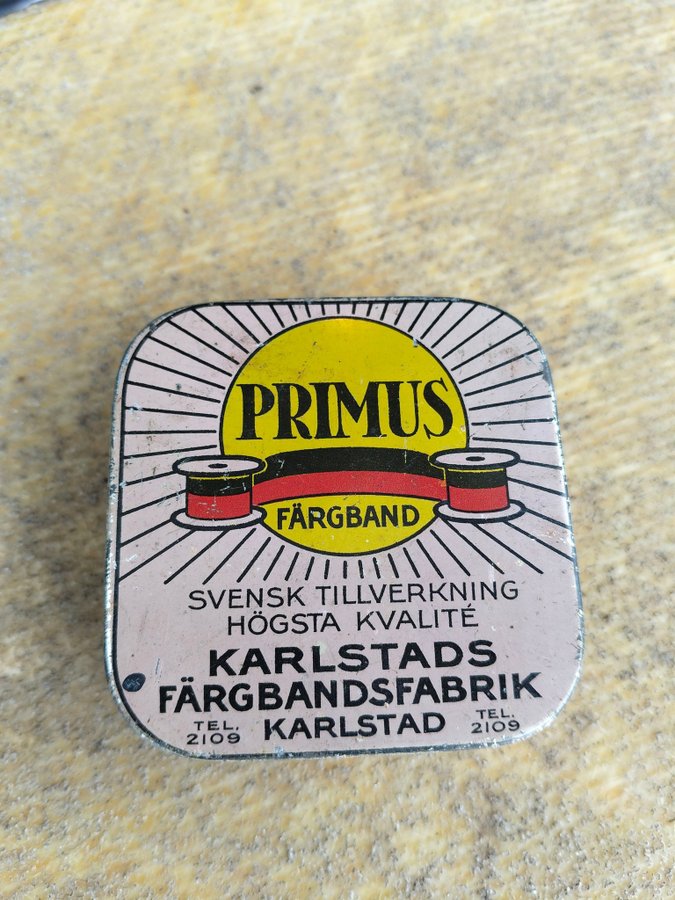 PRIMUS
FÄRGBAND
SVENSK TILLVERKNING
HÖGSTA KVALITÉ
KARLSTADS
FÄRGBANDSFABRIK
TEL. 2109 KARLSTAD TEL. 2109